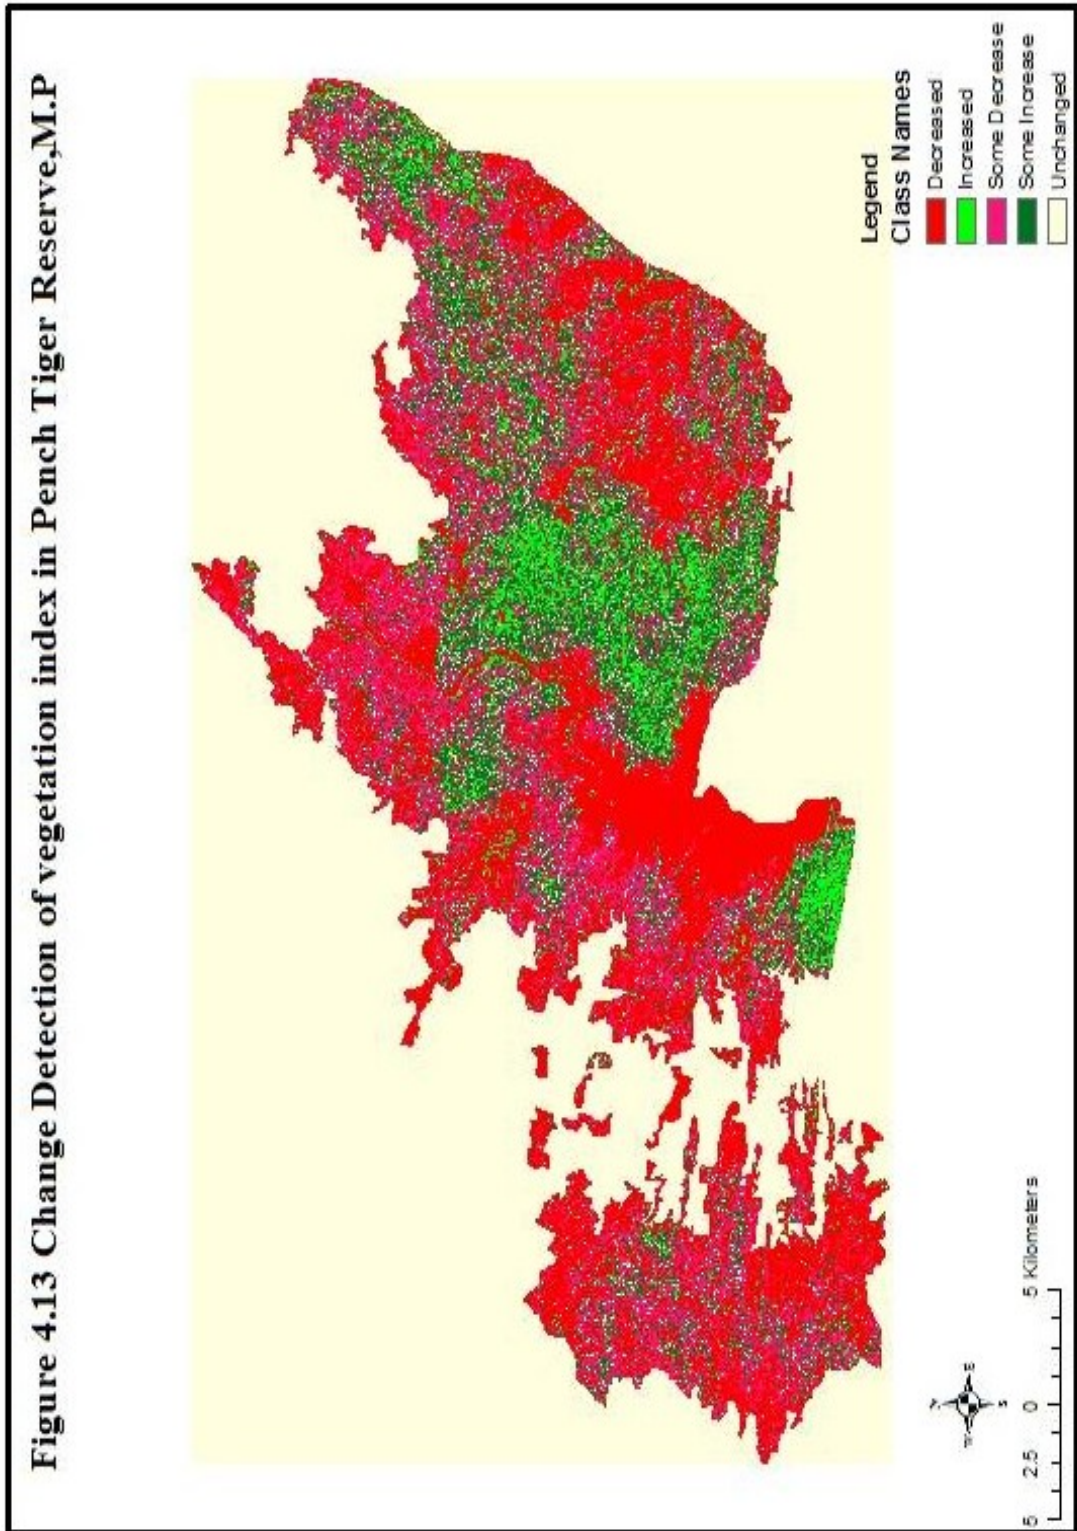 Figure 4.13 Change Detection of vegetation index in Pench Tiger Reserve,M.P
Legend
Class Names
Decreased
Increased
Some Decrease
Some Increase
Unchanged
N
W E
S
5 2.5 0 5 Kilometers